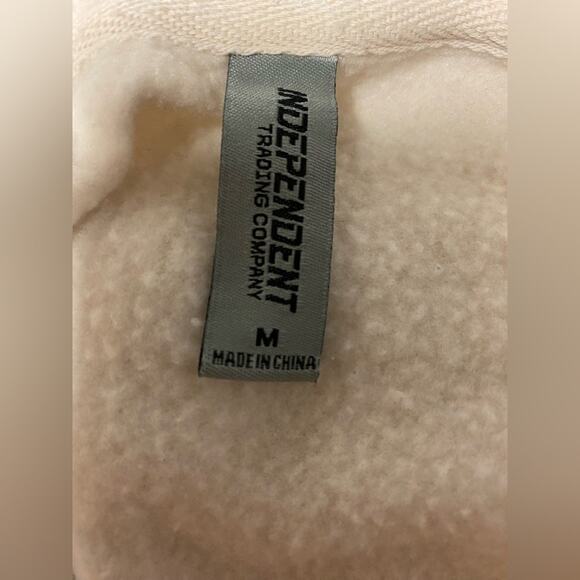 INDEPENDENT
TRADING COMPANY
M
MADE IN CHINA